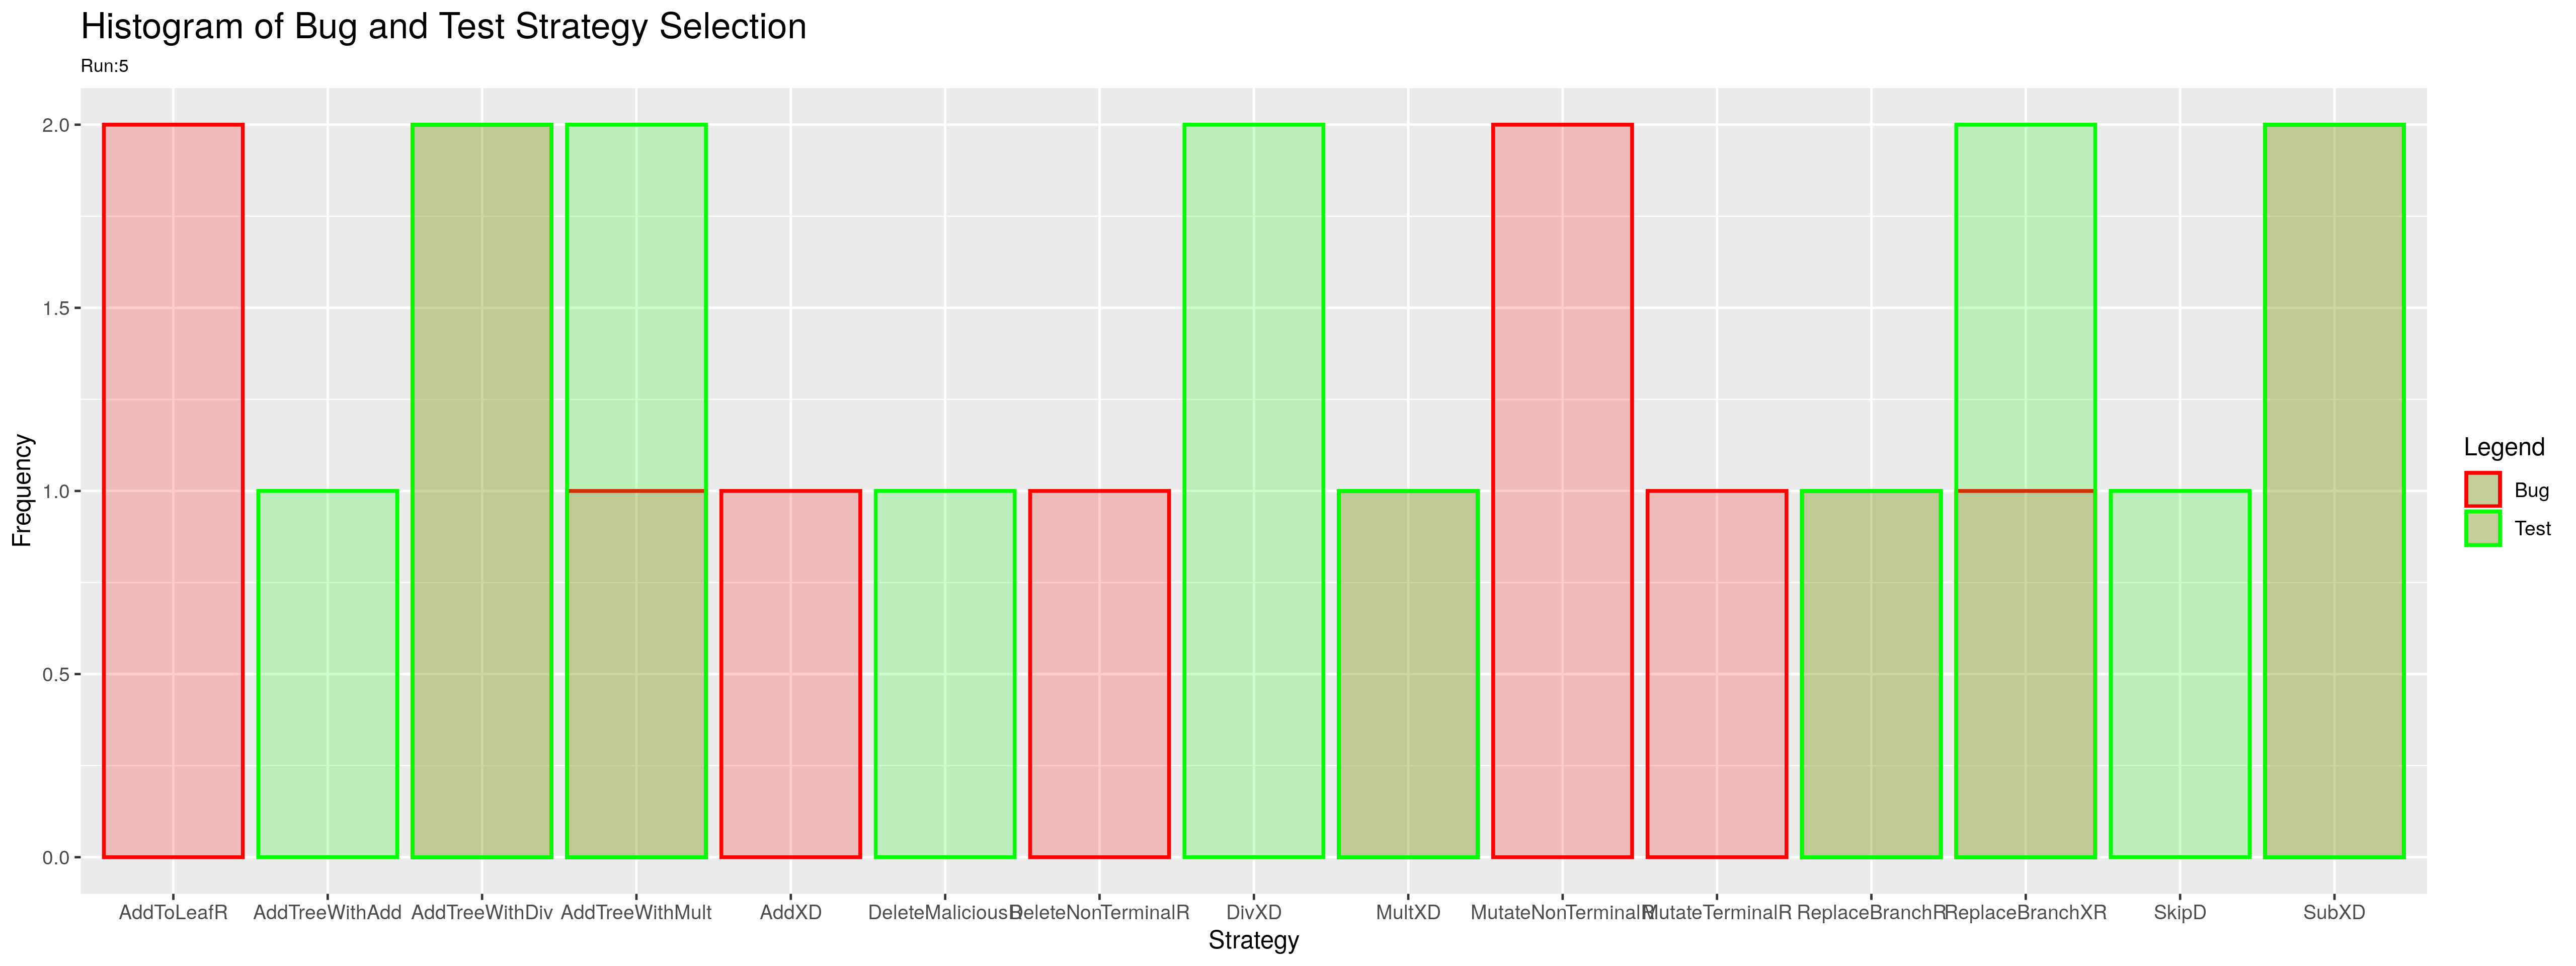 Histogram of Bug and Test Strategy Selection
Run:5
2.0
1.5
1.0
0.5
0.0
Frequency
AddToLeafR AddTreeWithAdd AddTreeWithDiv AddTreeWithMult AddXD DeleteMalicious DeleteNonTerminalR DivXD MultXD MutateNonTerminalR MutateTerminalR ReplaceBranchR ReplaceBranchXR SkipD SubXD
Strategy
Legend
Bug
Test